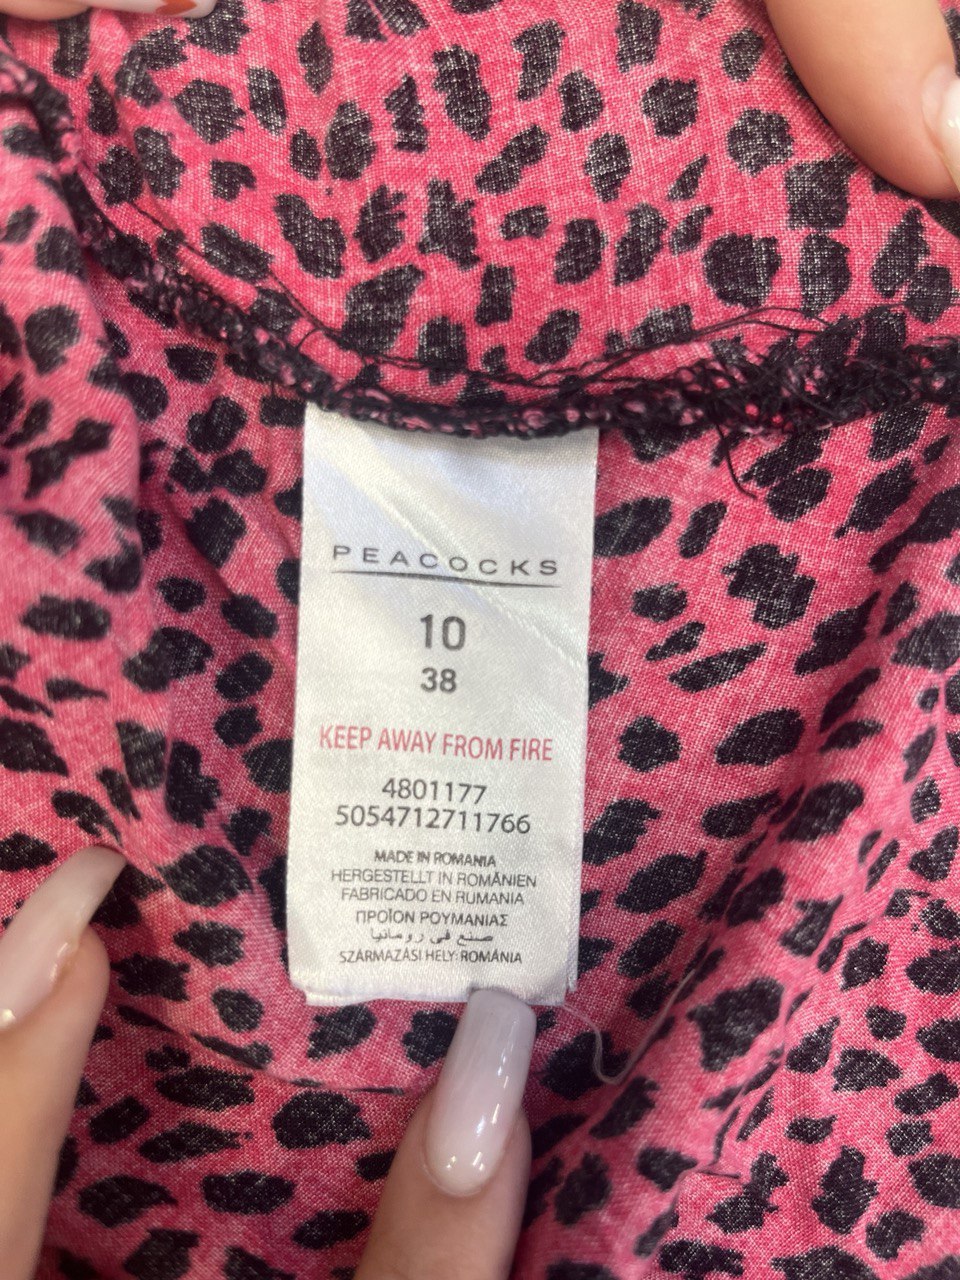 PEACOCKS
10
38
KEEP AWAY FROM FIRE
4801177
5054712711766
MADE IN ROMANIA
HERGESTELLT IN ROMÄNIEN
FABRICADO EN RUMANIA
ΠΡΟΪΟΝ ΡΟΥΜΑΝΙΑΣ
صنع في رومانيا
SZÁRMAZÁSI HELY: ROMÁNIA